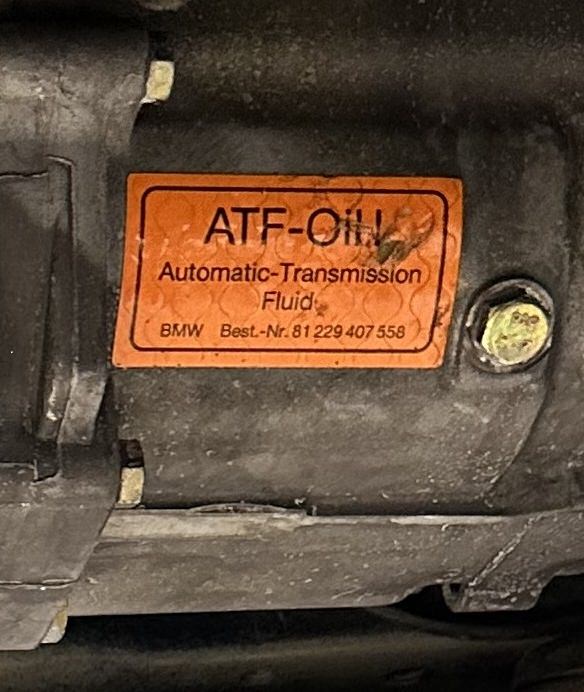 ATF-Oil!
Automatic-Transmission
Fluid
BMW Best.-Nr. 81 229 407 558